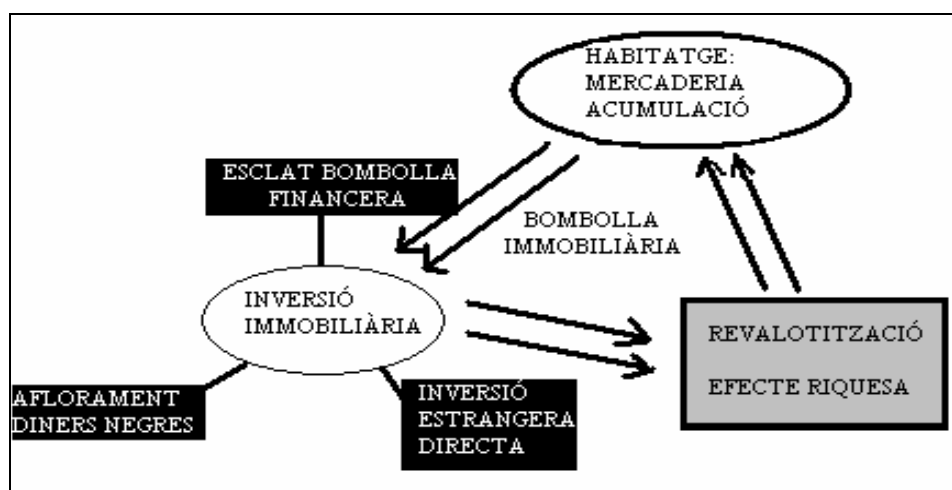 HABITATGE:
MERCADERIA
ACUMULACIÓ
ESCLAT BOMBOLLA
FINANCERA
BOMBOLLA
IMMOBILIÀRIA
INVERSIÓ
IMMOBILIÀRIA
REVALOTITZACIÓ
EFECTE RIQUESA
AFLORAMENT
DINERS NEGRES
INVERSIÓ
ESTRANGERA
DIRECTA